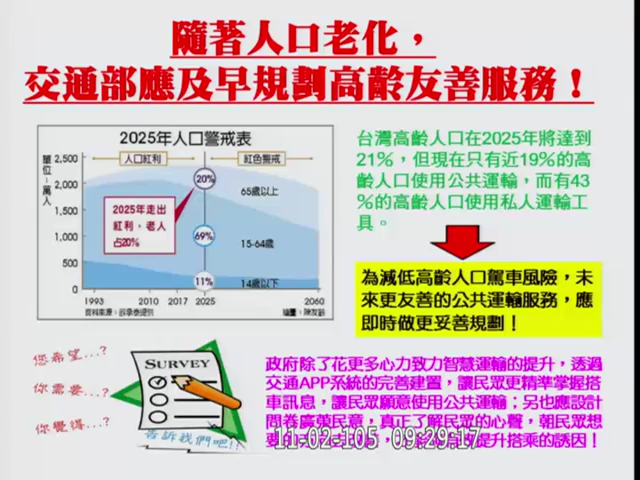 隨著人口老化，
交通部應及早規劃高齡友善服務！
2025年人口警戒表
單位：萬人
人口紅利
紅色警戒
2,500
2,000
1,500
1,000
500
0
20%
65歲以上
2025年走出
紅利，老人
占20%
69%
15-64歲
11%
14歲以下
1993
2010
2017
2025
2060
繪圖：陳友齡
台灣高齡人口在2025年將達到
21％，但現在只有近19％的高
齡人口使用公共運輸，而有43
％的高齡人口使用私人運輸工
具。
為減低高齡人口駕車風險，未
來更友善的公共運輸服務，應
即時做更妥善規劃！
您希望...?
你需要...?
你覺得...?
SURVEY
告訴我們吧!!
政府除了花更多心力致力智慧運輸的提升，透過
交通APP系統的完善建置，讓民眾更精準掌握搭
車訊息，讓民眾願意使用公共運輸；另也應設計
問卷廣蒐民意，真正了解民眾的心聲，朝民眾想
要的
提升搭乘的誘因！
11-02-105 09:29:17